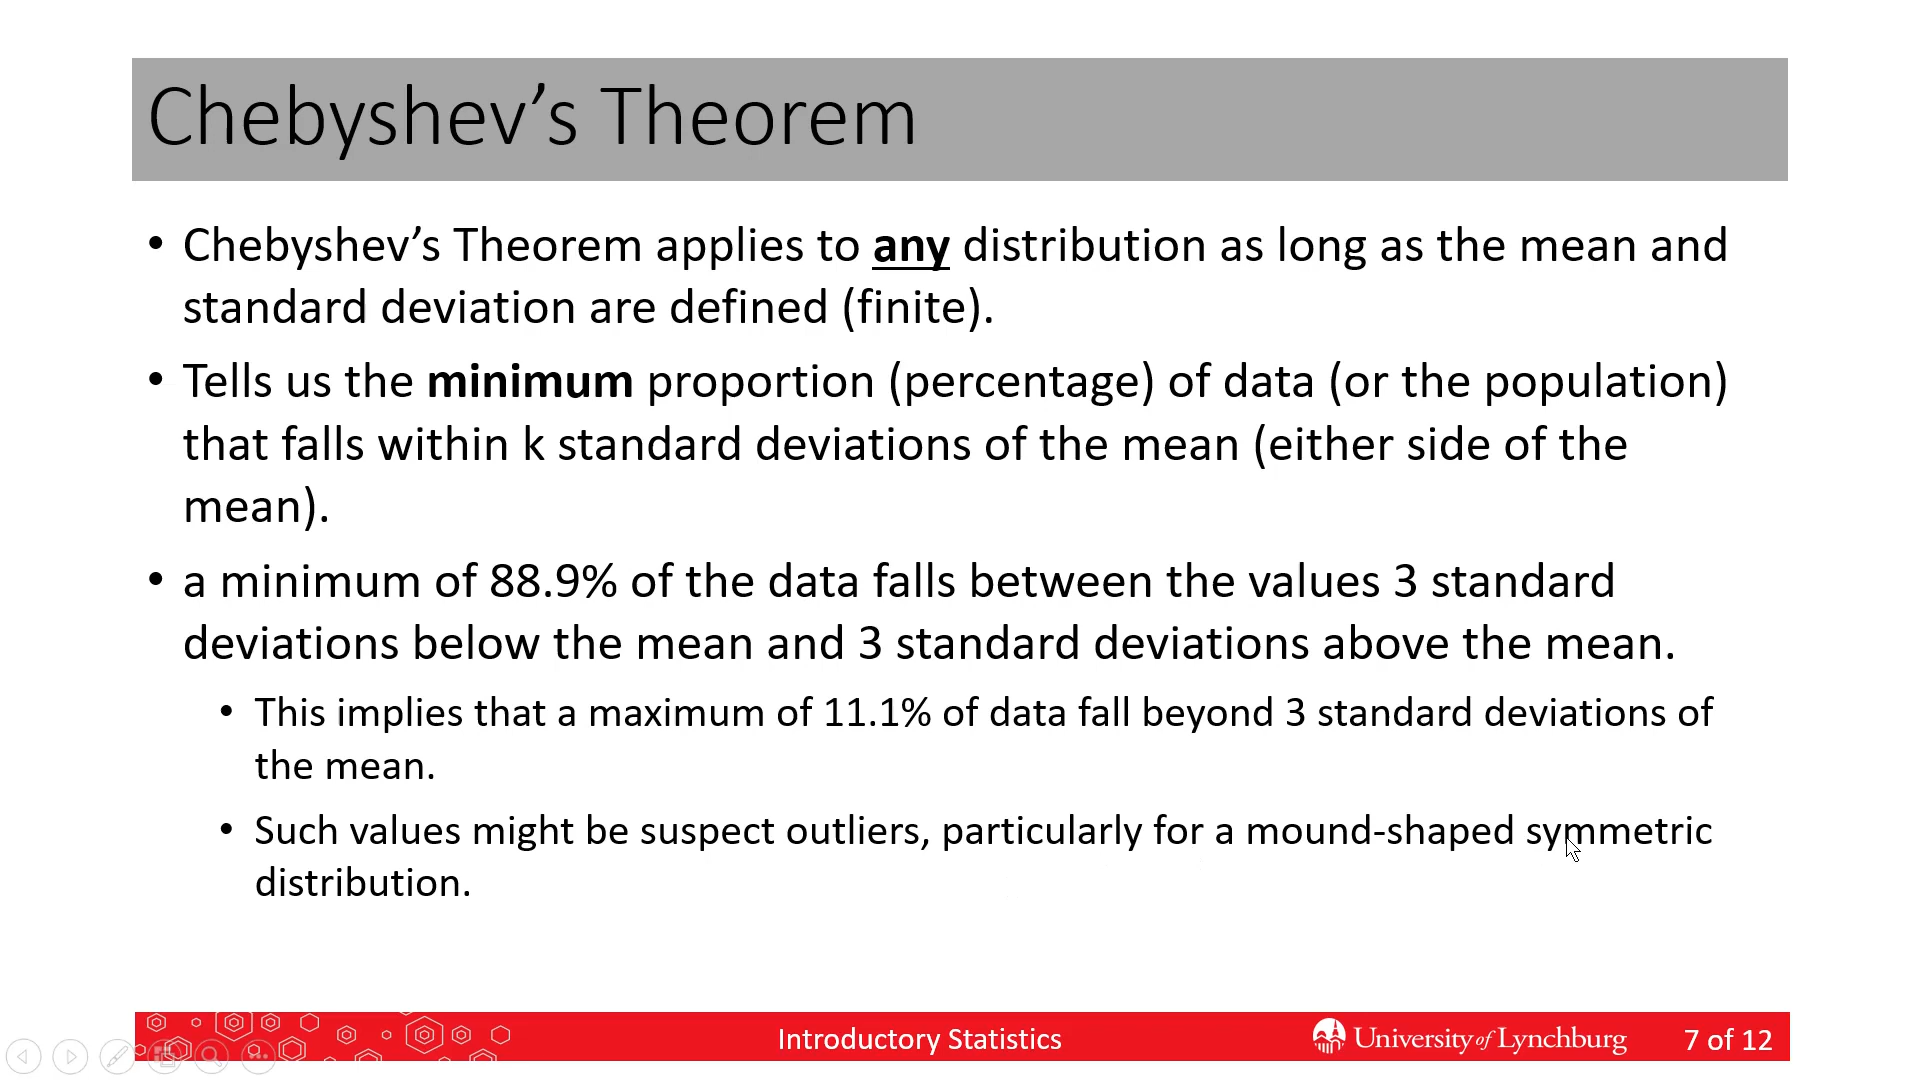 Chebyshev’s Theorem
• Chebyshev’s Theorem applies to any distribution as long as the mean and
standard deviation are defined (finite).
• Tells us the minimum proportion (percentage) of data (or the population)
that falls within k standard deviations of the mean (either side of the
mean).
• a minimum of 88.9% of the data falls between the values 3 standard
deviations below the mean and 3 standard deviations above the mean.
• This implies that a maximum of 11.1% of data fall beyond 3 standard deviations of
the mean.
• Such values might be suspect outliers, particularly for a mound-shaped symmetric
distribution.
Introductory Statistics
University of Lynchburg
7 of 12